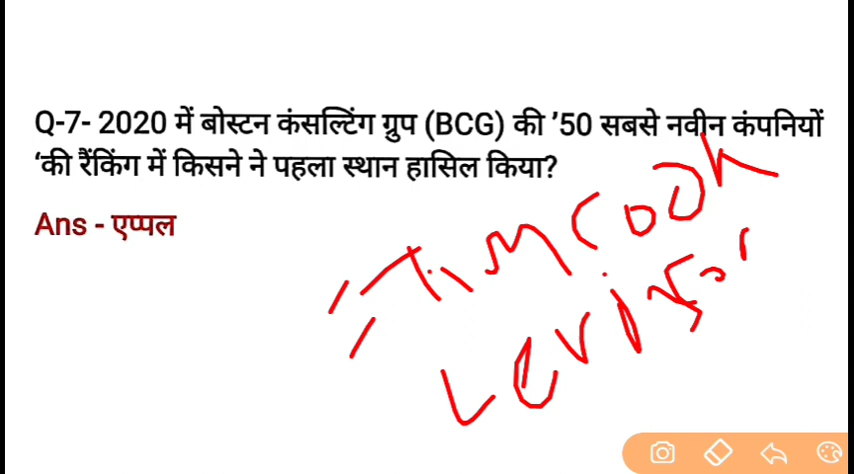 Q-7- 2020 में बोस्टन कंसल्टिंग ग्रुप (BCG) की ’50 सबसे नवीन कंपनियों
‘की रैंकिंग में किसने ने पहला स्थान हासिल किया?
Ans - एप्पल
Tim cook